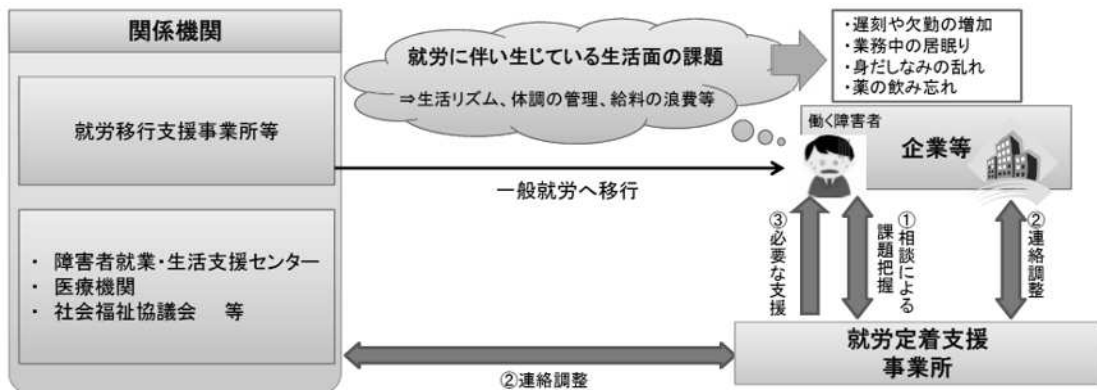 関係機関
就労移行支援事業所等
・ 障害者就業・生活支援センター
・ 医療機関
・ 社会福祉協議会　等
就労に伴い生じている生活面の課題
⇒生活リズム、体調の管理、給料の浪費等
・遅刻や欠勤の増加
・業務中の居眠り
・身だしなみの乱れ
・薬の飲み忘れ
働く障害者
企業等
一般就労へ移行
③必要な支援
①相談による
課題把握
②連絡調整
就労定着支援
事業所
②連絡調整